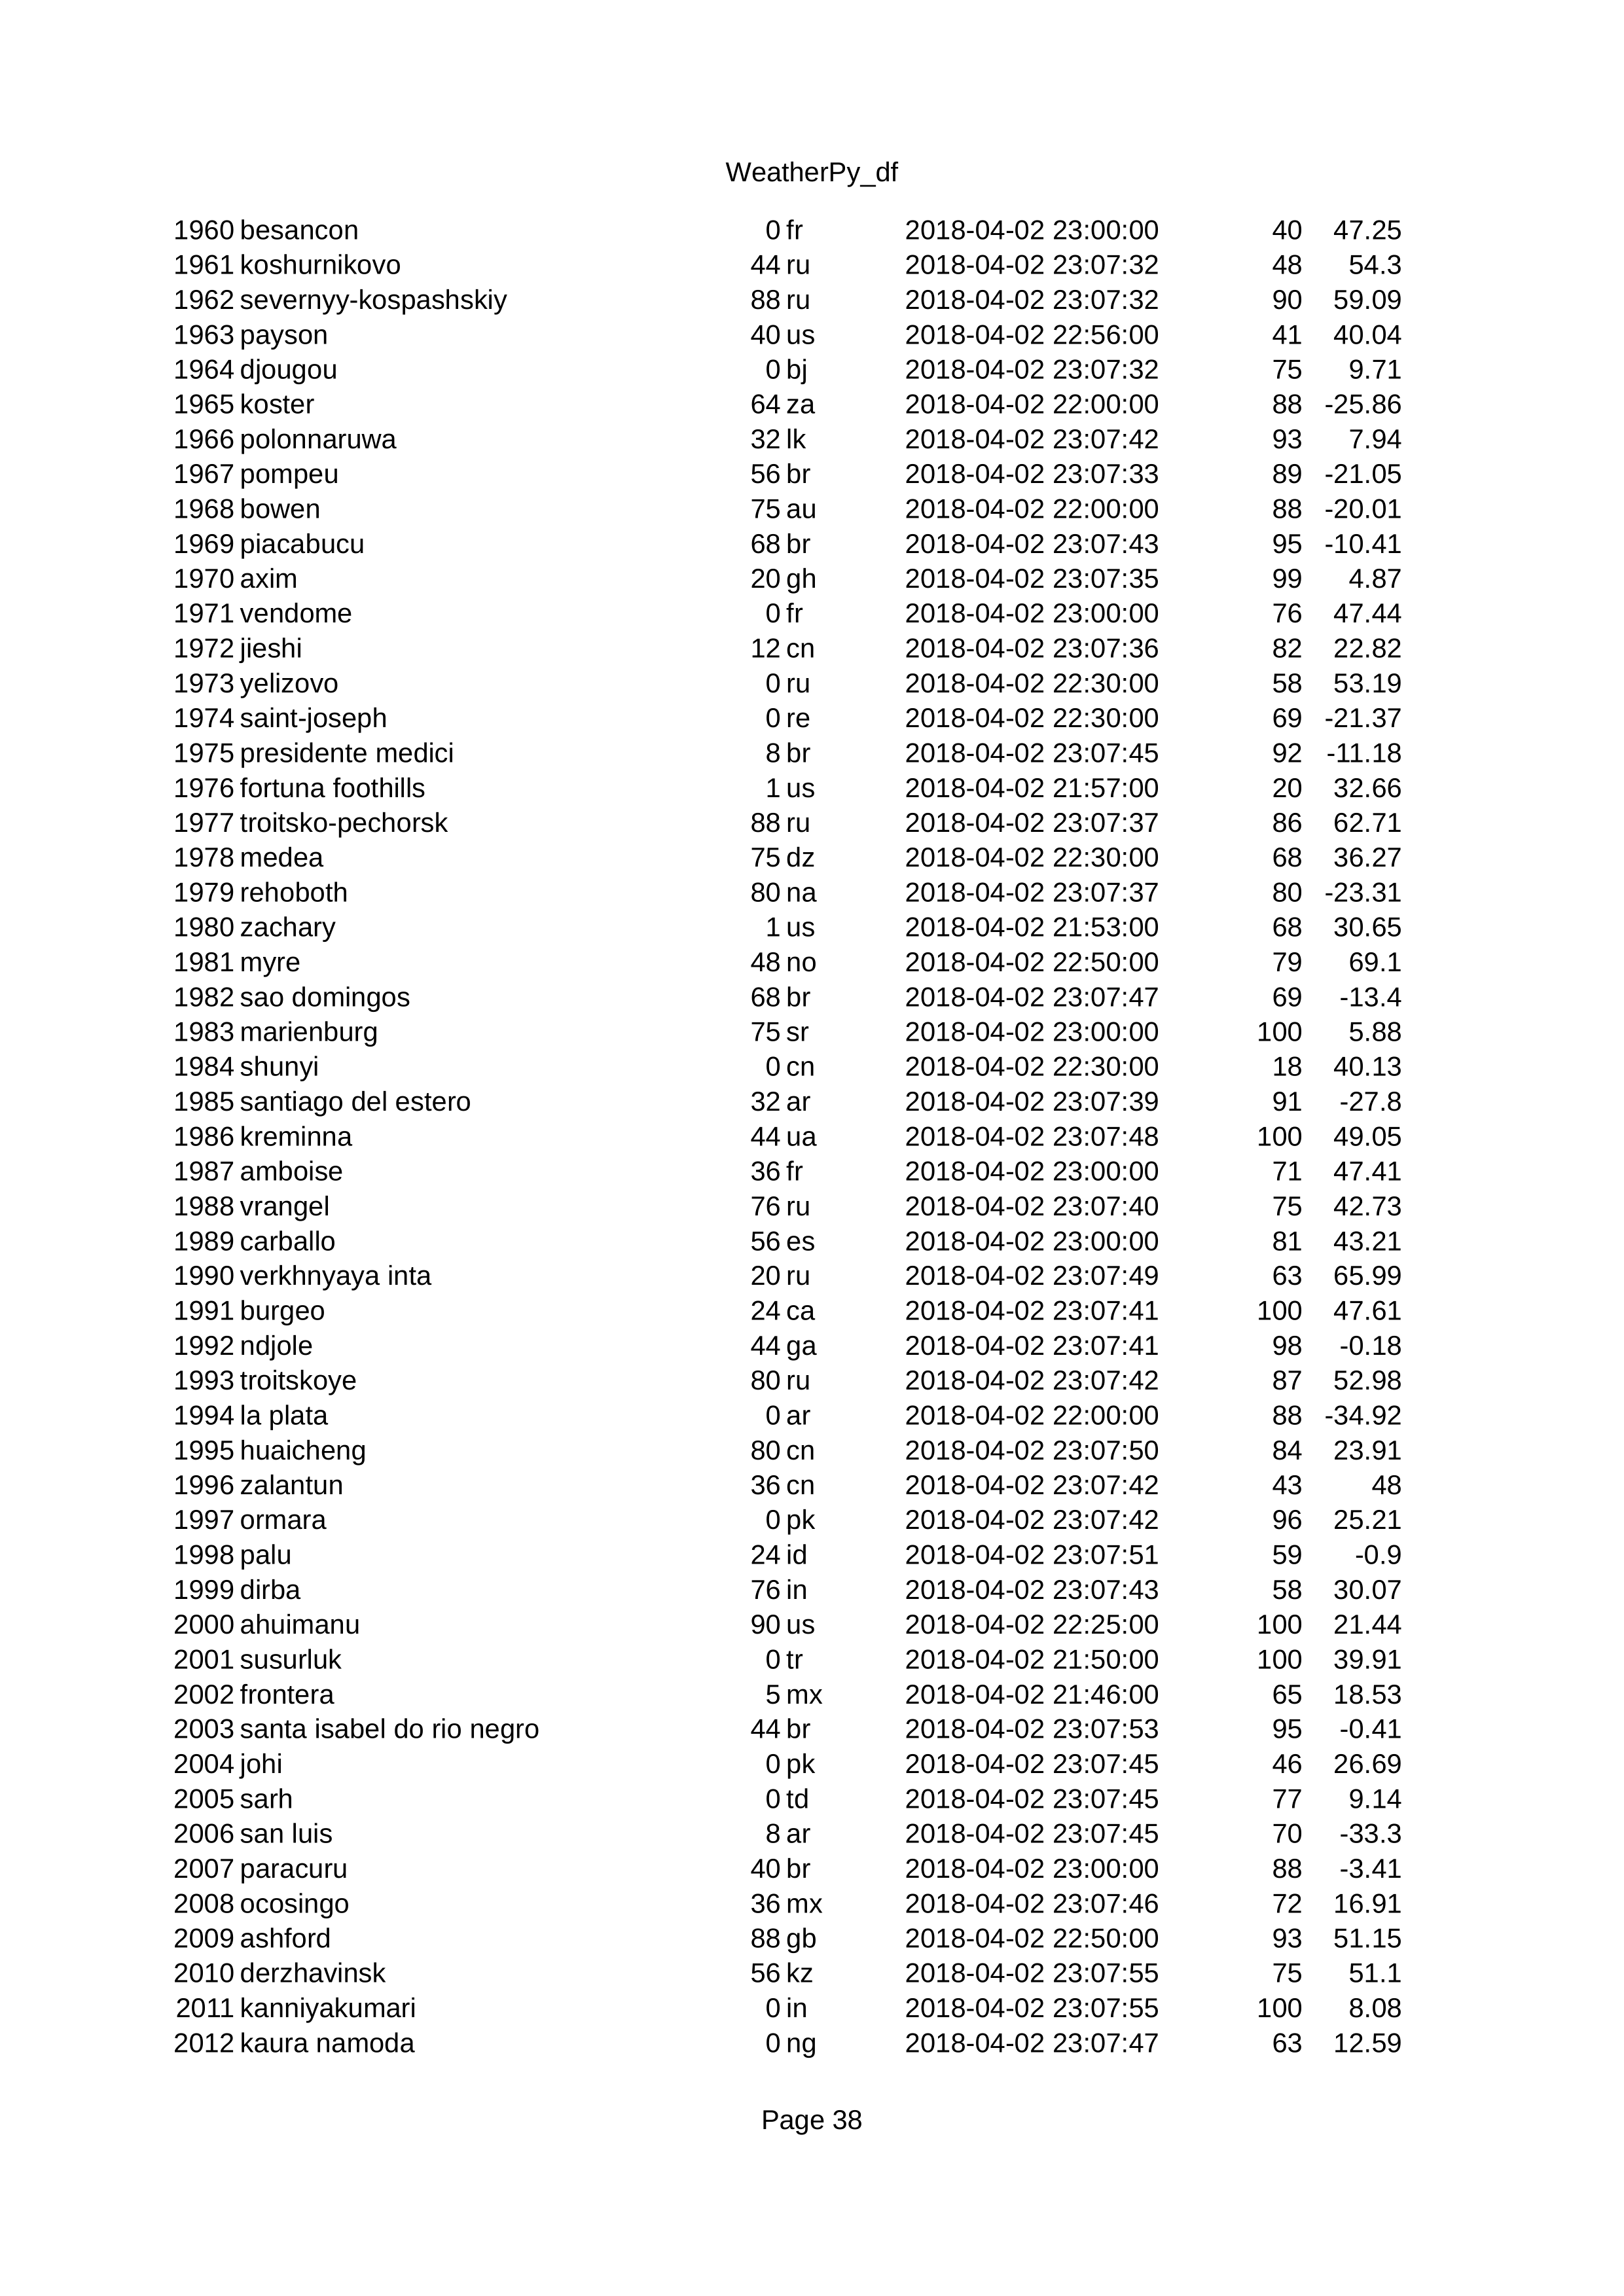 WeatherPy_df
1960 besancon 0 fr 2018-04-02 23:00:00 40 47.25
1961 koshurnikovo 44 ru 2018-04-02 23:07:32 48 54.3
1962 severnyy-kospashskiy 88 ru 2018-04-02 23:07:32 90 59.09
1963 payson 40 us 2018-04-02 22:56:00 41 40.04
1964 djougou 0 bj 2018-04-02 23:07:32 75 9.71
1965 koster 64 za 2018-04-02 22:00:00 88 -25.86
1966 polonnaruwa 32 lk 2018-04-02 23:07:42 93 7.94
1967 pompeu 56 br 2018-04-02 23:07:33 89 -21.05
1968 bowen 75 au 2018-04-02 22:00:00 88 -20.01
1969 piacabucu 68 br 2018-04-02 23:07:43 95 -10.41
1970 axim 20 gh 2018-04-02 23:07:35 99 4.87
1971 vendome 0 fr 2018-04-02 23:00:00 76 47.44
1972 jieshi 12 cn 2018-04-02 23:07:36 82 22.82
1973 yelizovo 0 ru 2018-04-02 22:30:00 58 53.19
1974 saint-joseph 0 re 2018-04-02 22:30:00 69 -21.37
1975 presidente medici 8 br 2018-04-02 23:07:45 92 -11.18
1976 fortuna foothills 1 us 2018-04-02 21:57:00 20 32.66
1977 troitsko-pechorsk 88 ru 2018-04-02 23:07:37 86 62.71
1978 medea 75 dz 2018-04-02 22:30:00 68 36.27
1979 rehoboth 80 na 2018-04-02 23:07:37 80 -23.31
1980 zachary 1 us 2018-04-02 21:53:00 68 30.65
1981 myre 48 no 2018-04-02 22:50:00 79 69.1
1982 sao domingos 68 br 2018-04-02 23:07:47 69 -13.4
1983 marienburg 75 sr 2018-04-02 23:00:00 100 5.88
1984 shunyi 0 cn 2018-04-02 22:30:00 18 40.13
1985 santiago del estero 32 ar 2018-04-02 23:07:39 91 -27.8
1986 kreminna 44 ua 2018-04-02 23:07:48 100 49.05
1987 amboise 36 fr 2018-04-02 23:00:00 71 47.41
1988 vrangel 76 ru 2018-04-02 23:07:40 75 42.73
1989 carballo 56 es 2018-04-02 23:00:00 81 43.21
1990 verkhnyaya inta 20 ru 2018-04-02 23:07:49 63 65.99
1991 burgeo 24 ca 2018-04-02 23:07:41 100 47.61
1992 ndjole 44 ga 2018-04-02 23:07:41 98 -0.18
1993 troitskoye 80 ru 2018-04-02 23:07:42 87 52.98
1994 la plata 0 ar 2018-04-02 22:00:00 88 -34.92
1995 huaicheng 80 cn 2018-04-02 23:07:50 84 23.91
1996 zalantun 36 cn 2018-04-02 23:07:42 43 48
1997 ormara 0 pk 2018-04-02 23:07:42 96 25.21
1998 palu 24 id 2018-04-02 23:07:51 59 -0.9
1999 dirba 76 in 2018-04-02 23:07:43 58 30.07
2000 ahuimanu 90 us 2018-04-02 22:25:00 100 21.44
2001 susurluk 0 tr 2018-04-02 21:50:00 100 39.91
2002 frontera 5 mx 2018-04-02 21:46:00 65 18.53
2003 santa isabel do rio negro 44 br 2018-04-02 23:07:53 95 -0.41
2004 johi 0 pk 2018-04-02 23:07:45 46 26.69
2005 sarh 0 td 2018-04-02 23:07:45 77 9.14
2006 san luis 8 ar 2018-04-02 23:07:45 70 -33.3
2007 paracuru 40 br 2018-04-02 23:00:00 88 -3.41
2008 ocosingo 36 mx 2018-04-02 23:07:46 72 16.91
2009 ashford 88 gb 2018-04-02 22:50:00 93 51.15
2010 derzhavinsk 56 kz 2018-04-02 23:07:55 75 51.1
2011 kanniyakumari 0 in 2018-04-02 23:07:55 100 8.08
2012 kaura namoda 0 ng 2018-04-02 23:07:47 63 12.59
Page 38